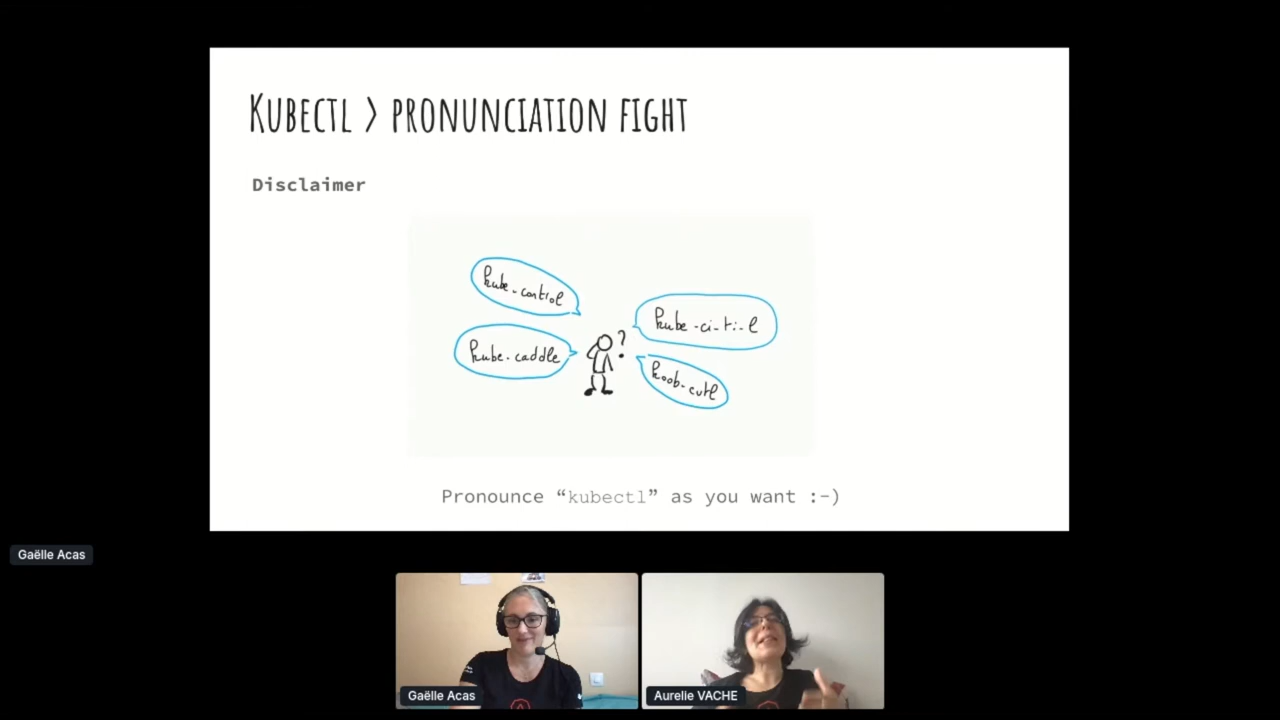 Kubectl > pronunciation fight
Disclaimer
kube-control
kube-ci-ti-l
kube-caddle
koob-cutl
Pronounce “kubectl” as you want :-)
Gaëlle Acas
Gaëlle Acas
Aurelie VACHE